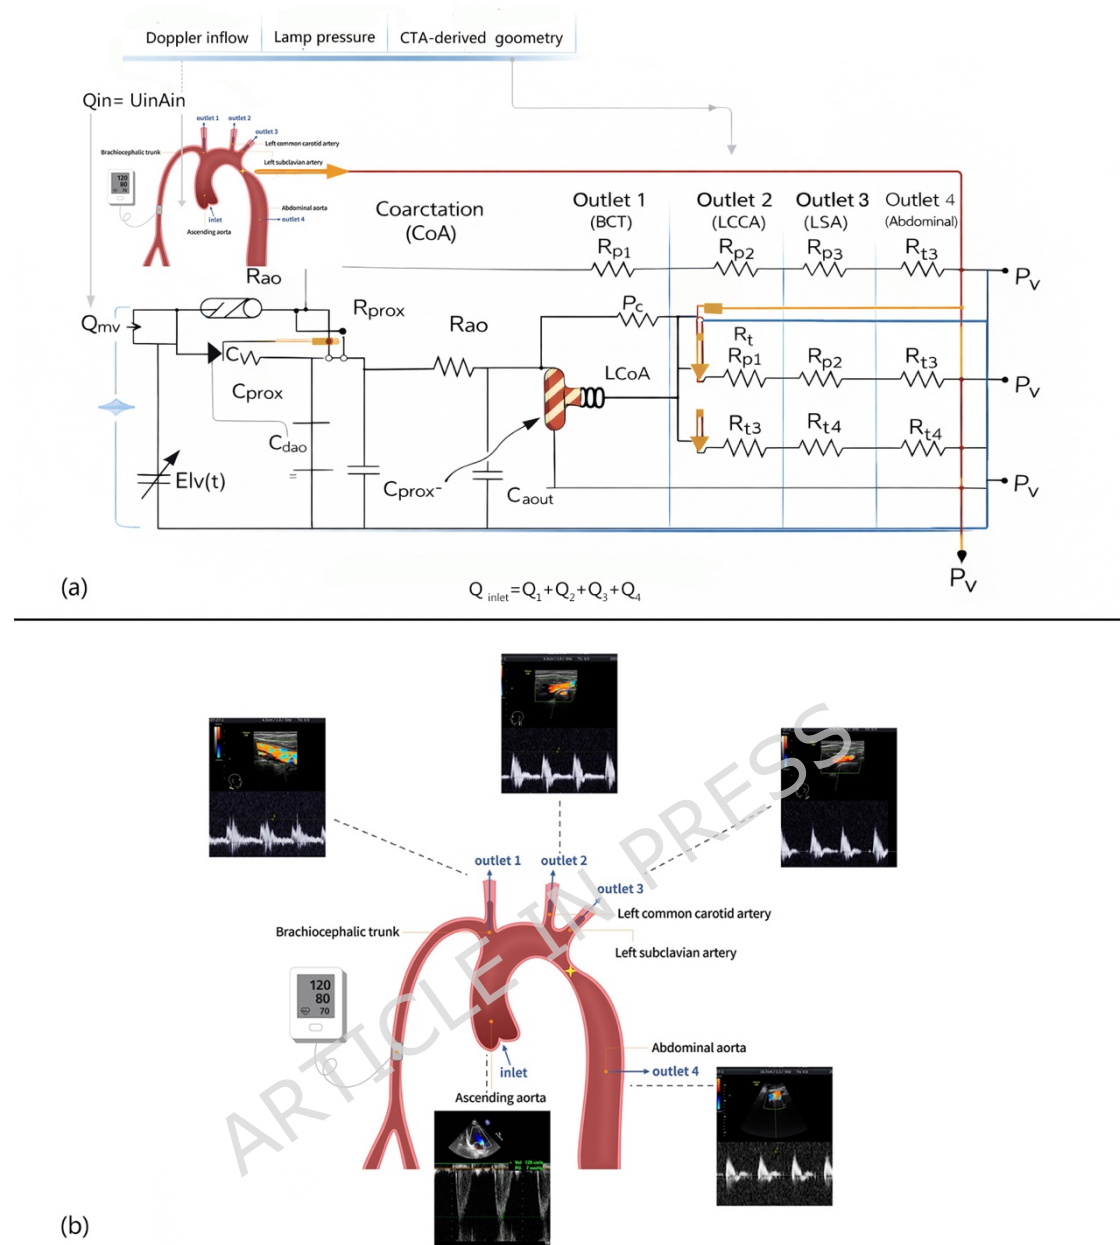 Doppler inflow
Lamp pressure
CTA-derived goometry
Qin= UinAin
outlet 1
outlet 2
outlet 3
Left common carotid artery
Brachiocephalic trunk
Left subclavian artery
120
80
70
Abdominal aorta
inlet
outlet 4
Ascending aorta
Coarctation
(CoA)
Outlet 1
(BCT)
Outlet 2
(LCCA)
Outlet 3
(LSA)
Outlet 4
(Abdominal)
Rp1
Rp2
Rp3
Rt3
Pv
Rao
Qmv
Rprox
Rao
Pc
Rt
Cv
Cprox
LCoA
Rp1
Rp2
Rt3
Pv
Cdao
Rt3
Rt4
Rt4
Elv(t)
=
Cprox-
Caout
Pv
Pv
(a)
Q inlet=Q1+Q2+Q3+Q4
outlet 1
outlet 2
outlet 3
Left common carotid artery
Brachiocephalic trunk
Left subclavian artery
120
80
70
Abdominal aorta
outlet 4
inlet
Ascending aorta
ARTICLE IN PRESS
(b)